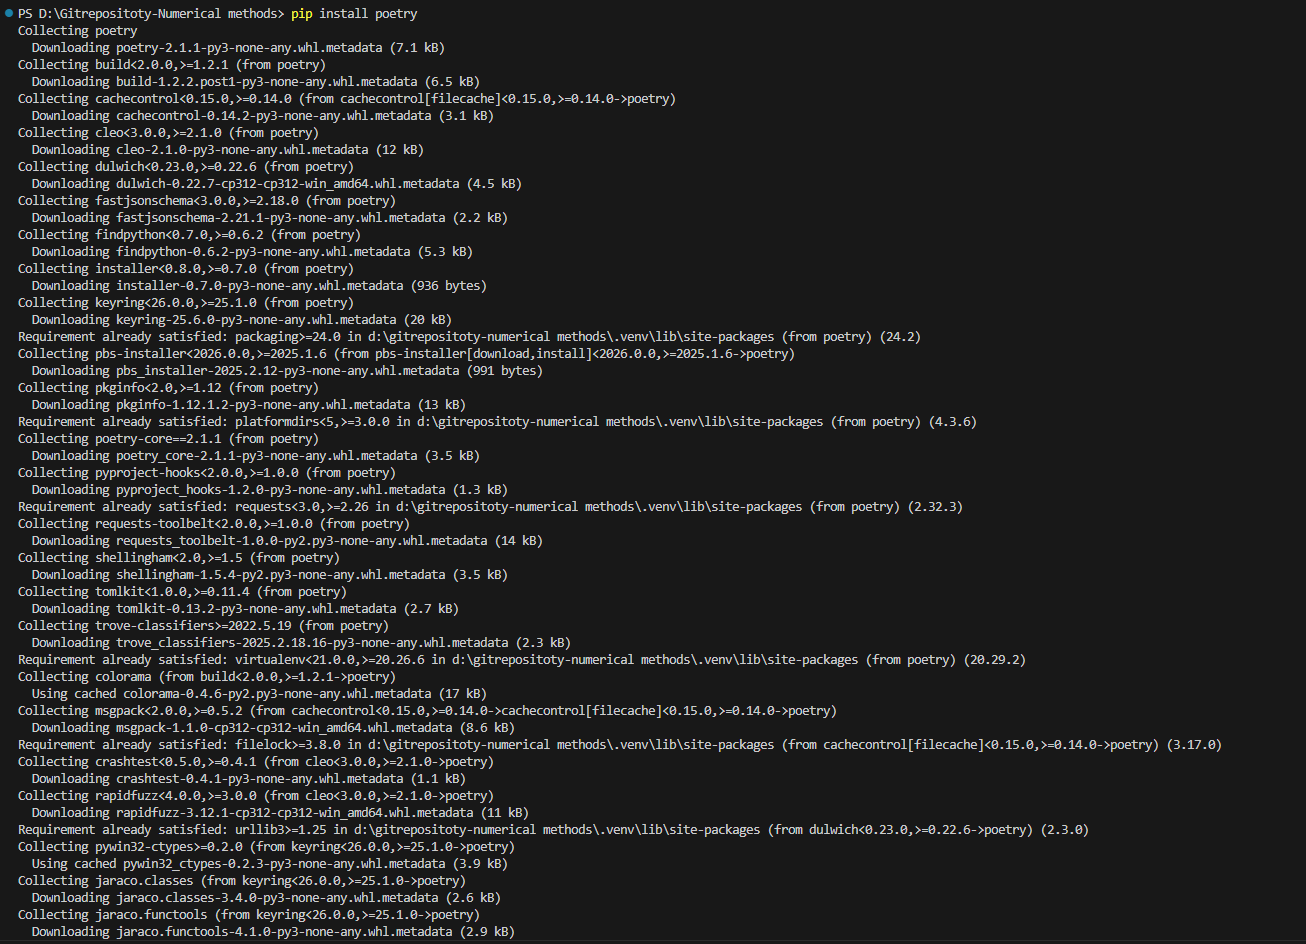 PS D:\Gitrepositoty-Numerical methods> pip install poetry
Collecting poetry
Downloading poetry-2.1.1-py3-none-any.whl.metadata (7.1 kB)
Collecting build<2.0.0,>=1.2.1 (from poetry)
Downloading build-1.2.2.post1-py3-none-any.whl.metadata (6.5 kB)
Collecting cachecontrol<0.15.0,>=0.14.0 (from cachecontrol[filecache]<0.15.0,>=0.14.0->poetry)
Downloading cachecontrol-0.14.2-py3-none-any.whl.metadata (3.1 kB)
Collecting cleo<3.0.0,>=2.1.0 (from poetry)
Downloading cleo-2.1.0-py3-none-any.whl.metadata (12 kB)
Collecting dulwich<0.23.0,>=0.22.6 (from poetry)
Downloading dulwich-0.22.7-cp312-cp312-win_amd64.whl.metadata (4.5 kB)
Collecting fastjsonschema<3.0.0,>=2.18.0 (from poetry)
Downloading fastjsonschema-2.21.1-py3-none-any.whl.metadata (2.2 kB)
Collecting findpython<0.7.0,>=0.6.2 (from poetry)
Downloading findpython-0.6.2-py3-none-any.whl.metadata (5.3 kB)
Collecting installer<0.8.0,>=0.7.0 (from poetry)
Downloading installer-0.7.0-py3-none-any.whl.metadata (936 bytes)
Collecting keyring<26.0.0,>=25.1.0 (from poetry)
Downloading keyring-25.6.0-py3-none-any.whl.metadata (20 kB)
Requirement already satisfied: packaging>=24.0 in d:\gitrepositoty-numerical methods\.venv\lib\site-packages (from poetry) (24.2)
Collecting pbs-installer<2026.0.0,>=2025.1.6 (from pbs-installer[download,install]<2026.0.0,>=2025.1.6->poetry)
Downloading pbs_installer-2025.2.12-py3-none-any.whl.metadata (991 bytes)
Collecting pkginfo<2.0,>=1.12 (from poetry)
Downloading pkginfo-1.12.1.2-py3-none-any.whl.metadata (13 kB)
Requirement already satisfied: platformdirs<5,>=3.0.0 in d:\gitrepositoty-numerical methods\.venv\lib\site-packages (from poetry) (4.3.6)
Collecting poetry-core==2.1.1 (from poetry)
Downloading poetry_core-2.1.1-py3-none-any.whl.metadata (3.5 kB)
Collecting pyproject-hooks<2.0.0,>=1.0.0 (from poetry)
Downloading pyproject_hooks-1.2.0-py3-none-any.whl.metadata (1.3 kB)
Requirement already satisfied: requests<3.0,>=2.26 in d:\gitrepositoty-numerical methods\.venv\lib\site-packages (from poetry) (2.32.3)
Collecting requests-toolbelt<2.0.0,>=1.0.0 (from poetry)
Downloading requests_toolbelt-1.0.0-py2.py3-none-any.whl.metadata (14 kB)
Collecting shellingham<2.0,>=1.5 (from poetry)
Downloading shellingham-1.5.4-py2.py3-none-any.whl.metadata (3.5 kB)
Collecting tomlkit<1.0.0,>=0.11.4 (from poetry)
Downloading tomlkit-0.13.2-py3-none-any.whl.metadata (2.7 kB)
Collecting trove-classifiers>=2022.5.19 (from poetry)
Downloading trove_classifiers-2025.2.18.16-py3-none-any.whl.metadata (2.3 kB)
Requirement already satisfied: virtualenv<21.0.0,>=20.26.6 in d:\gitrepositoty-numerical methods\.venv\lib\site-packages (from poetry) (20.29.2)
Collecting colorama (from build<2.0.0,>=1.2.1->poetry)
Using cached colorama-0.4.6-py2.py3-none-any.whl.metadata (17 kB)
Collecting msgpack<2.0.0,>=0.5.2 (from cachecontrol<0.15.0,>=0.14.0->cachecontrol[filecache]<0.15.0,>=0.14.0->poetry)
Downloading msgpack-1.1.0-cp312-cp312-win_amd64.whl.metadata (8.6 kB)
Requirement already satisfied: filelock>=3.8.0 in d:\gitrepositoty-numerical methods\.venv\lib\site-packages (from cachecontrol[filecache]<0.15.0,>=0.14.0->poetry) (3.17.0)
Collecting crashtest<0.5.0,>=0.4.1 (from cleo<3.0.0,>=2.1.0->poetry)
Downloading crashtest-0.4.1-py3-none-any.whl.metadata (1.1 kB)
Collecting rapidfuzz<4.0.0,>=3.0.0 (from cleo<3.0.0,>=2.1.0->poetry)
Downloading rapidfuzz-3.12.1-cp312-cp312-win_amd64.whl.metadata (11 kB)
Requirement already satisfied: urllib3>=1.25 in d:\gitrepositoty-numerical methods\.venv\lib\site-packages (from dulwich<0.23.0,>=0.22.6->poetry) (2.3.0)
Collecting pywin32-ctypes>=0.2.0 (from keyring<26.0.0,>=25.1.0->poetry)
Using cached pywin32_ctypes-0.2.3-py3-none-any.whl.metadata (3.9 kB)
Collecting jaraco.classes (from keyring<26.0.0,>=25.1.0->poetry)
Downloading jaraco.classes-3.4.0-py3-none-any.whl.metadata (2.6 kB)
Collecting jaraco.functools (from keyring<26.0.0,>=25.1.0->poetry)
Downloading jaraco.functools-4.1.0-py3-none-any.whl.metadata (2.9 kB)